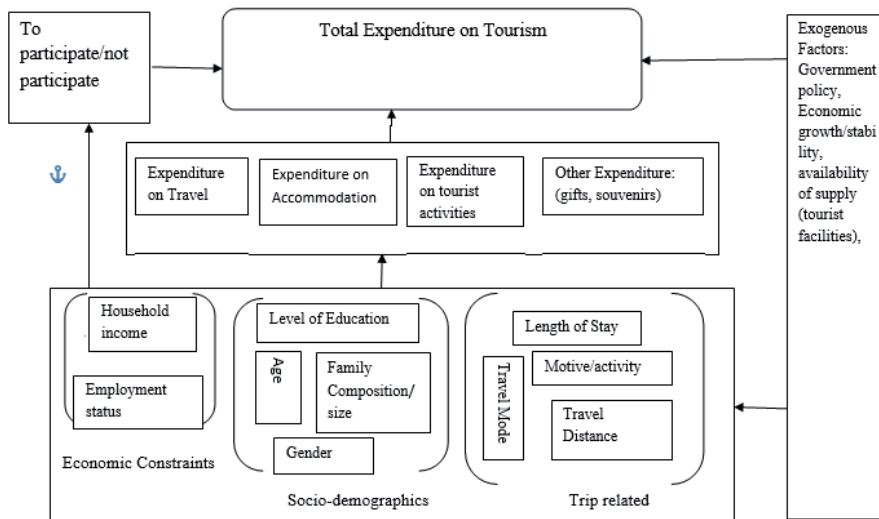 To
participate/not
participate
Total Expenditure on Tourism
Exogenous
Factors:
Government
policy,
Economic
growth/stabi
lity,
availability
of supply
(tourist
facilities),
Expenditure
on Travel
Expenditure on
Accommodation
Expenditure
on tourist
activities
Other Expenditure:
(gifts, souvenirs)
Household
income
Employment
status
Economic Constraints
Level of Education
Age
Family
Composition/
size
Gender
Socio-demographics
Length of Stay
Motive/activity
Travel Mode
Travel
Distance
Trip related